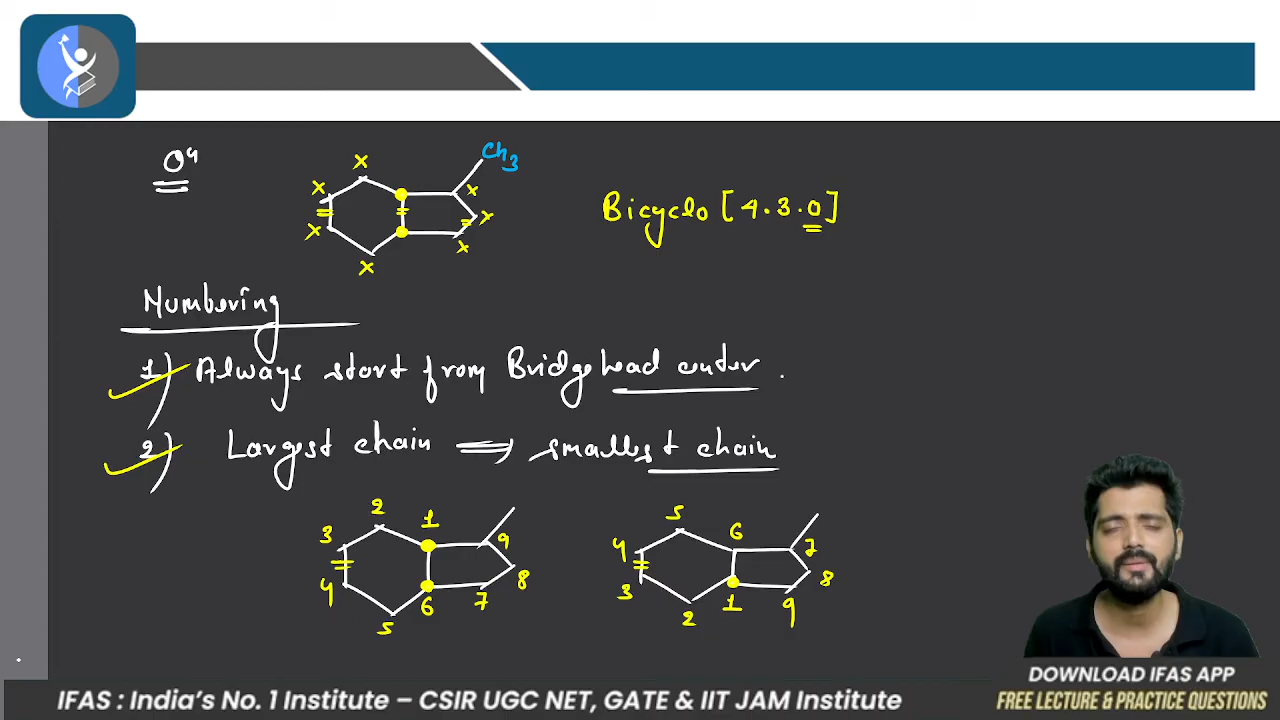 Qⁿ
CH3
x
x
x
x
x
x
x
Bicyclo [4.3.0]
Numbering
1) Always start from Bridgehead center.
2) Largest chain ⇒ smallest chain
2 1
3 9
4 8
5 6 7
5 6
4 7
3 8
2 1 9
DOWNLOAD IFAS APP
IFAS : India's No. 1 Institute – CSIR UGC NET, GATE & IIT JAM Institute
FREE LECTURE & PRACTICE QUESTIONS